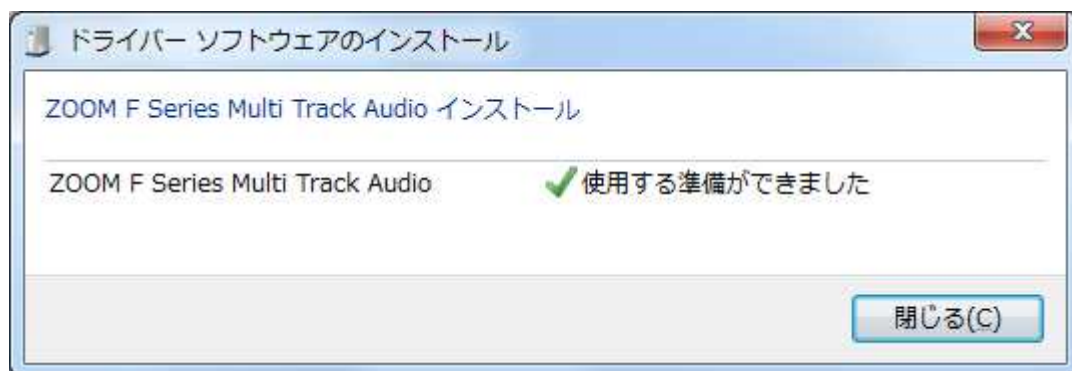 ドライバー ソフトウェアのインストール
ZOOM F Series Multi Track Audio インストール
ZOOM F Series Multi Track Audio 使用する準備ができました
閉じる(C)